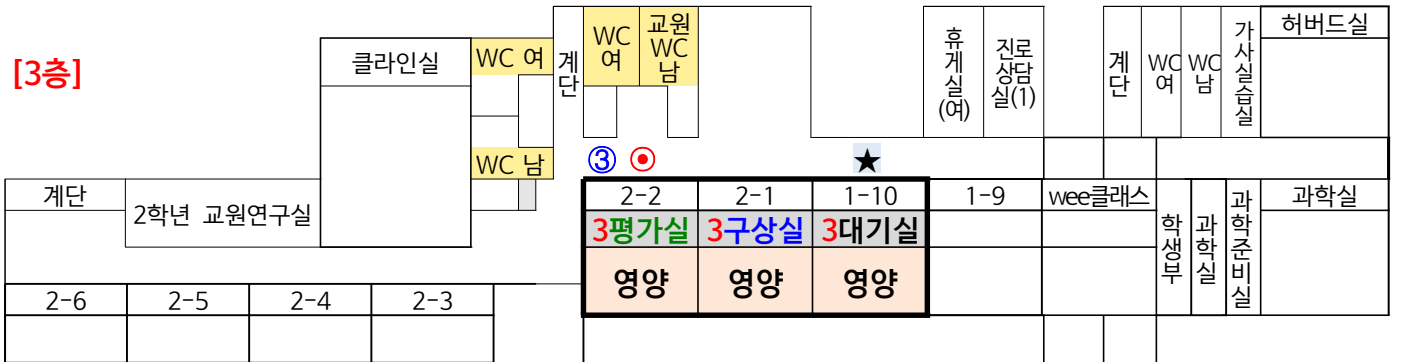 [3층]
클라인실
WC 여
계단
WC
여
교원
WC
남
휴게실(여)
진로
상담
실(1)
계단
WC
여
WC
남
가사실습실
허버드실
WC 남
③
★
계단
2학년 교원연구실
2-2
2-1
1-10
1-9
wee클래스
학생부
과학실
과학준비실
과학실
3평가실
3구상실
3대기실
영양
영양
영양
2-6
2-5
2-4
2-3